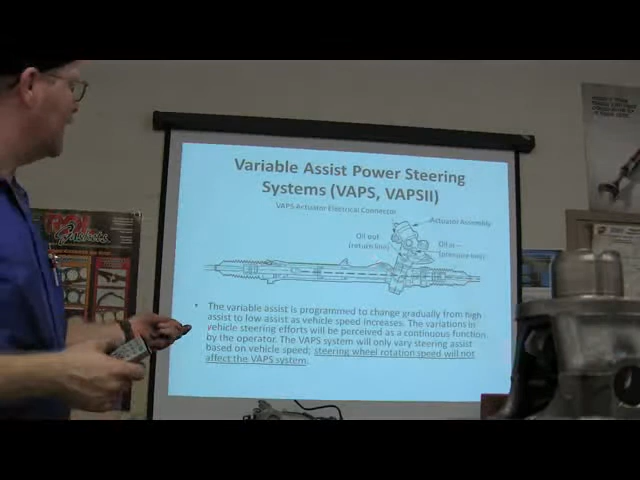 Variable Assist Power Steering
Systems (VAPS, VAPSII)
VAPS Actuator Electrical Connector
Actuator Assembly
Oil out
(return line)
Oil in
(pressure line)
• The variable assist is programmed to change gradually from high
assist to low assist as vehicle speed increases. The variations in
vehicle steering efforts will be perceived as a continuous function
by the operator. The VAPS system will only vary steering assist
based on vehicle speed; steering wheel rotation speed will not
affect the VAPS system.